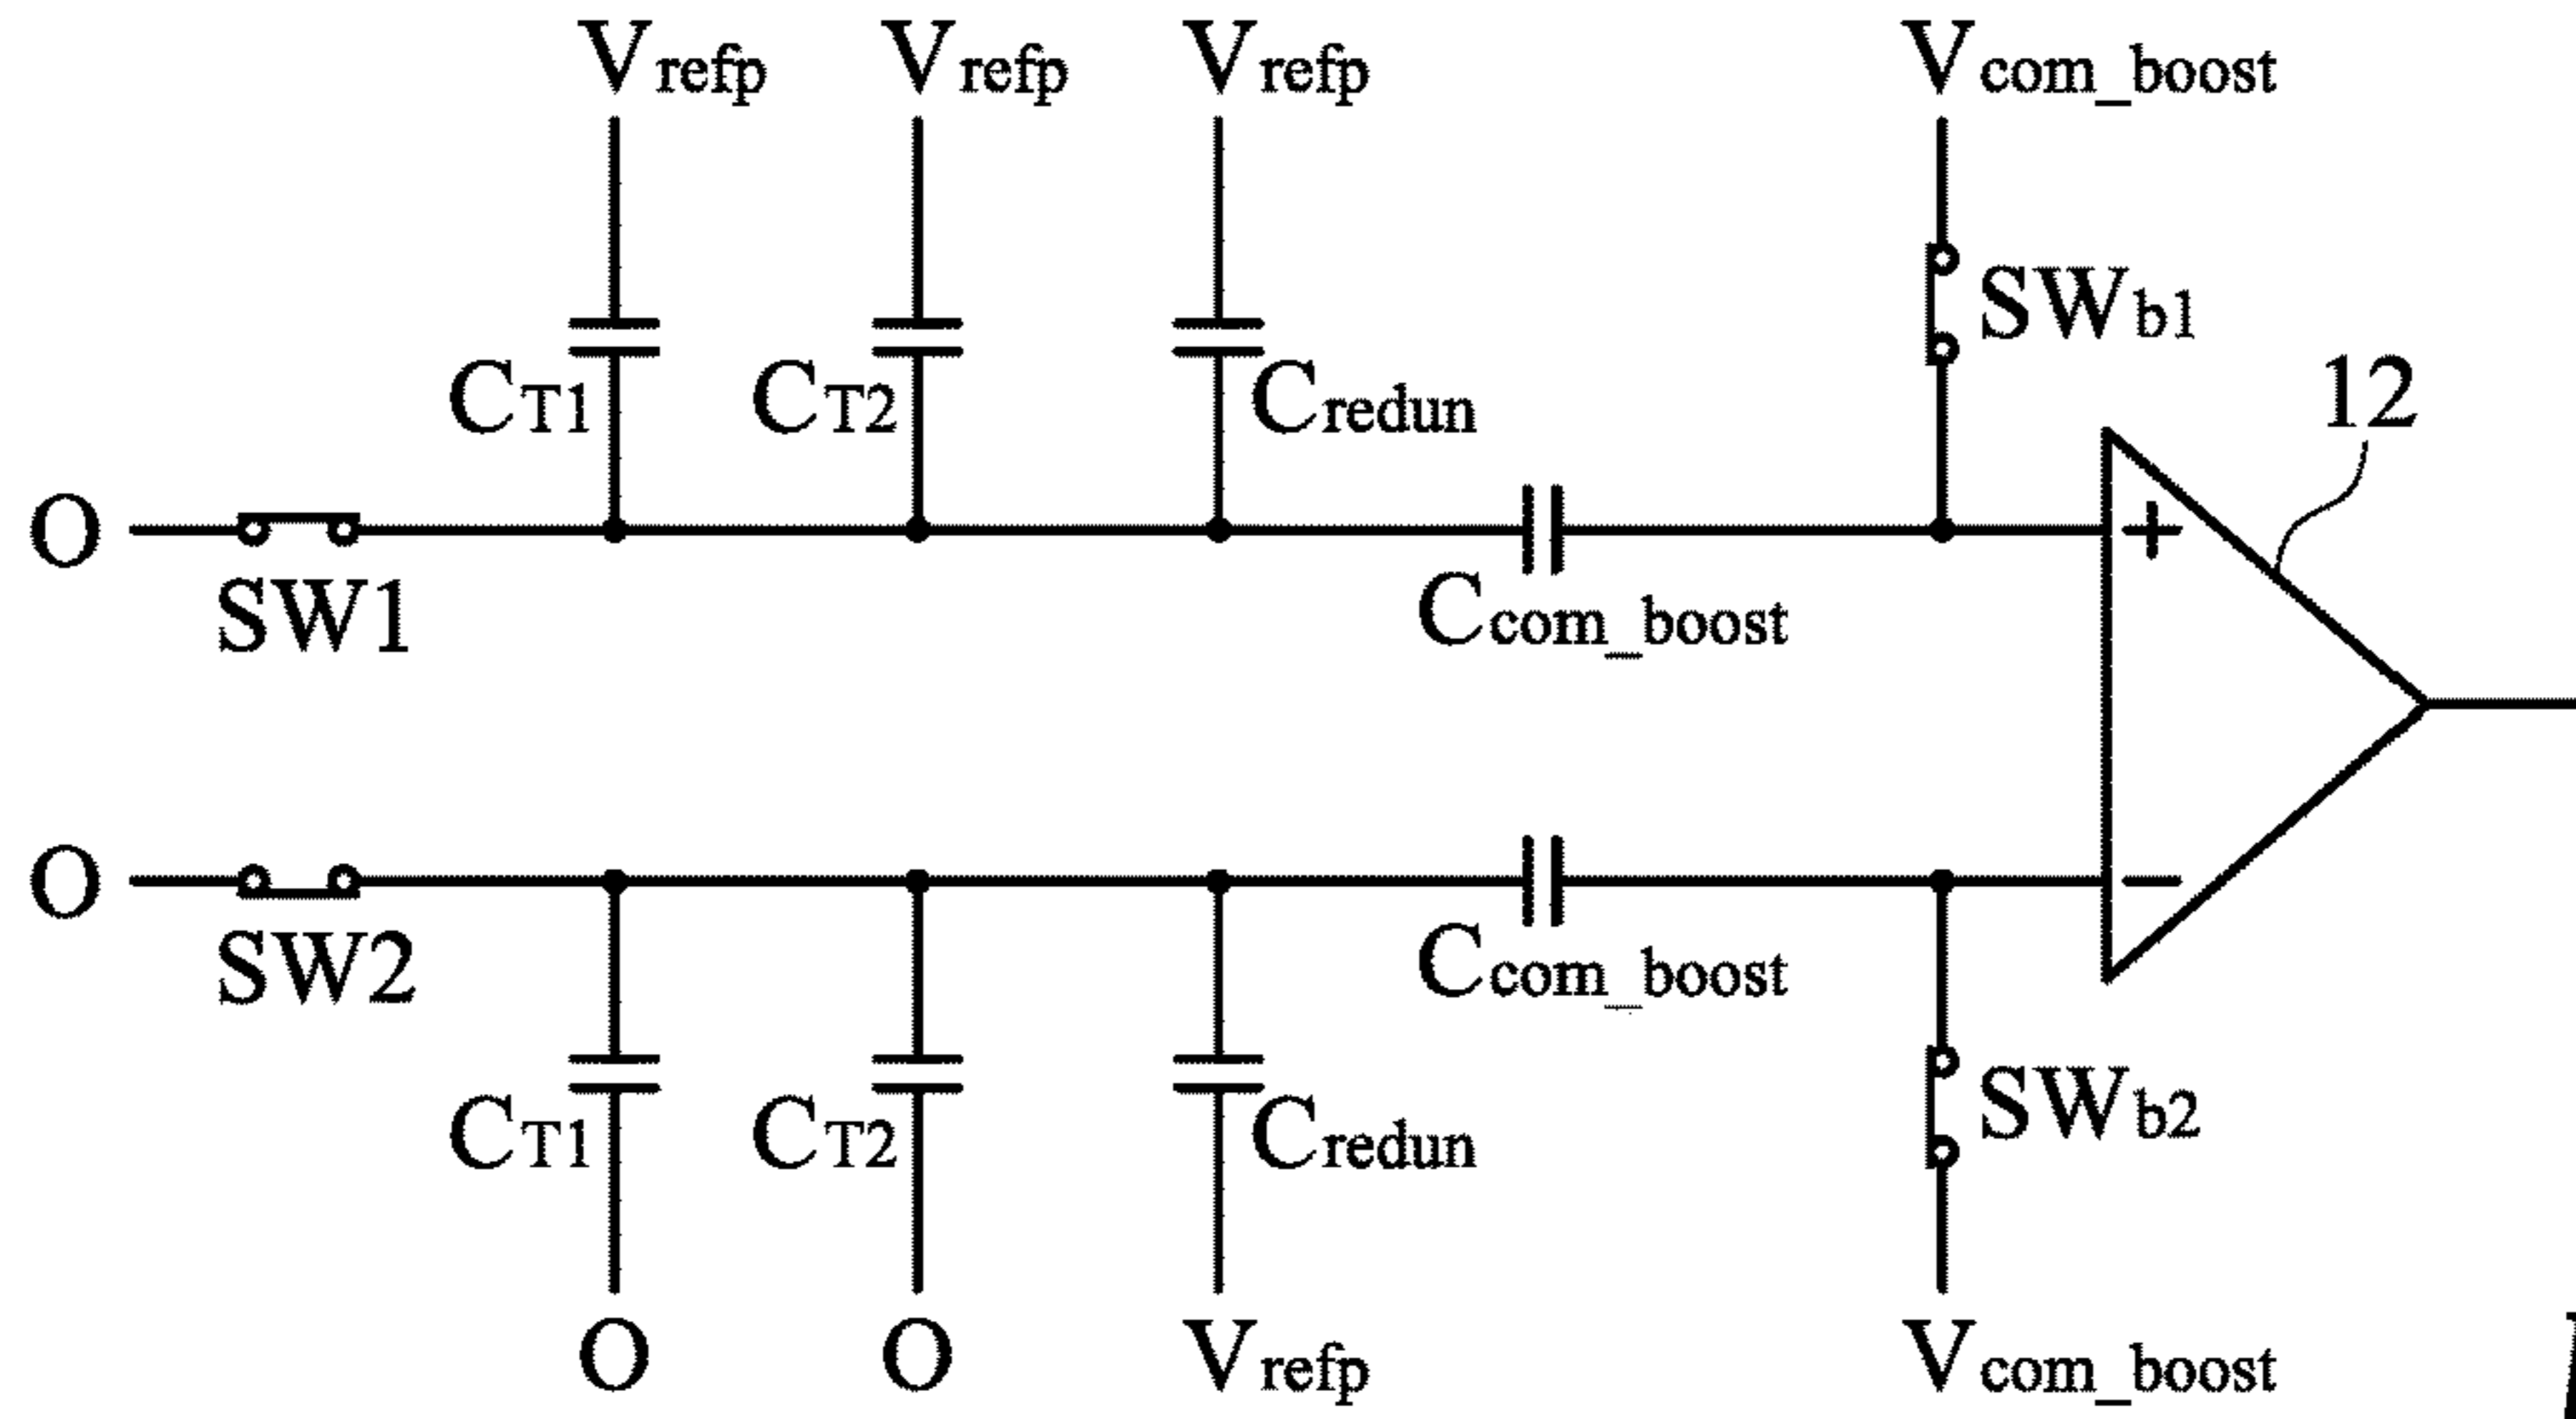 Vrefp Vrefp Vrefp Vcom_boost
SWb1
12
CT1 CT2 Credun
O
+
SW1
Ccom_boost
O
−
SW2
Ccom_boost
CT1 CT2 Credun
SWb2
O O Vrefp Vcom_boost